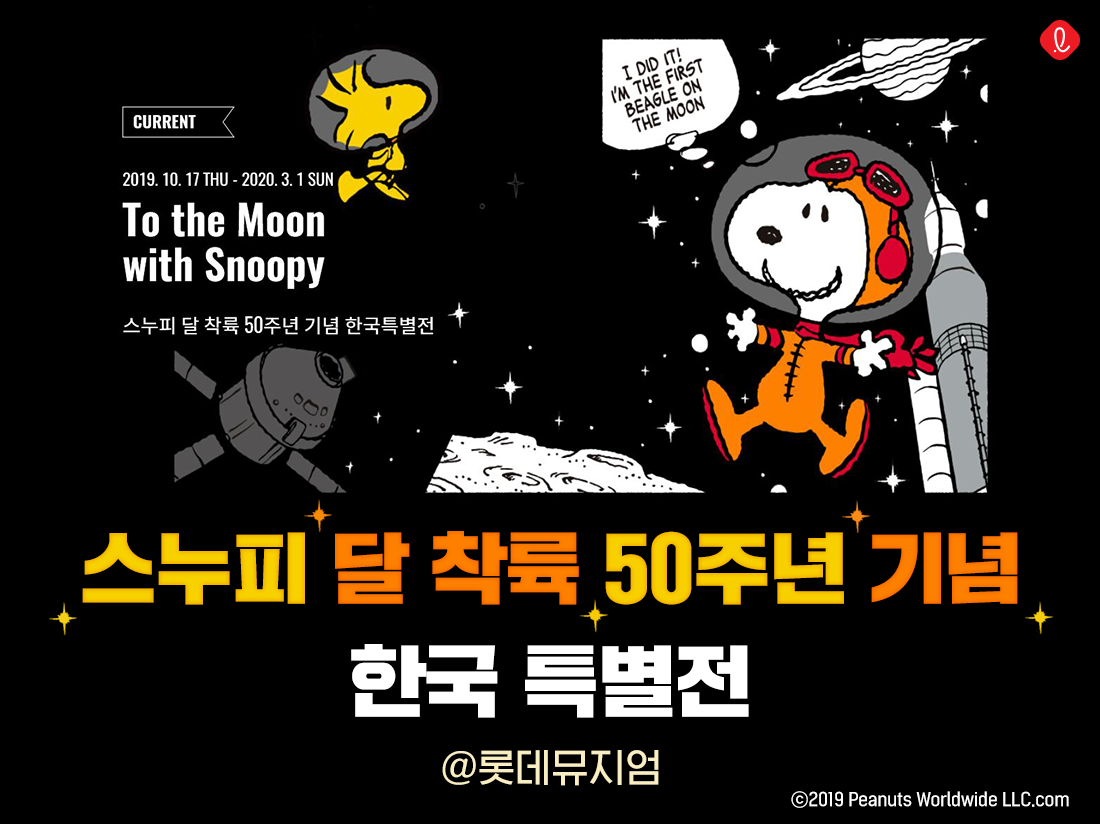 CURRENT
2019. 10. 17 THU - 2020. 3. 1 SUN
To the Moon
with Snoopy
스누피 달 착륙 50주년 기념 한국특별전
I DID IT!
I'M THE FIRST
BEAGLE ON
THE MOON
스누피 달 착륙 50주년 기념
한국 특별전
@롯데뮤지엄
©2019 Peanuts Worldwide LLC.com